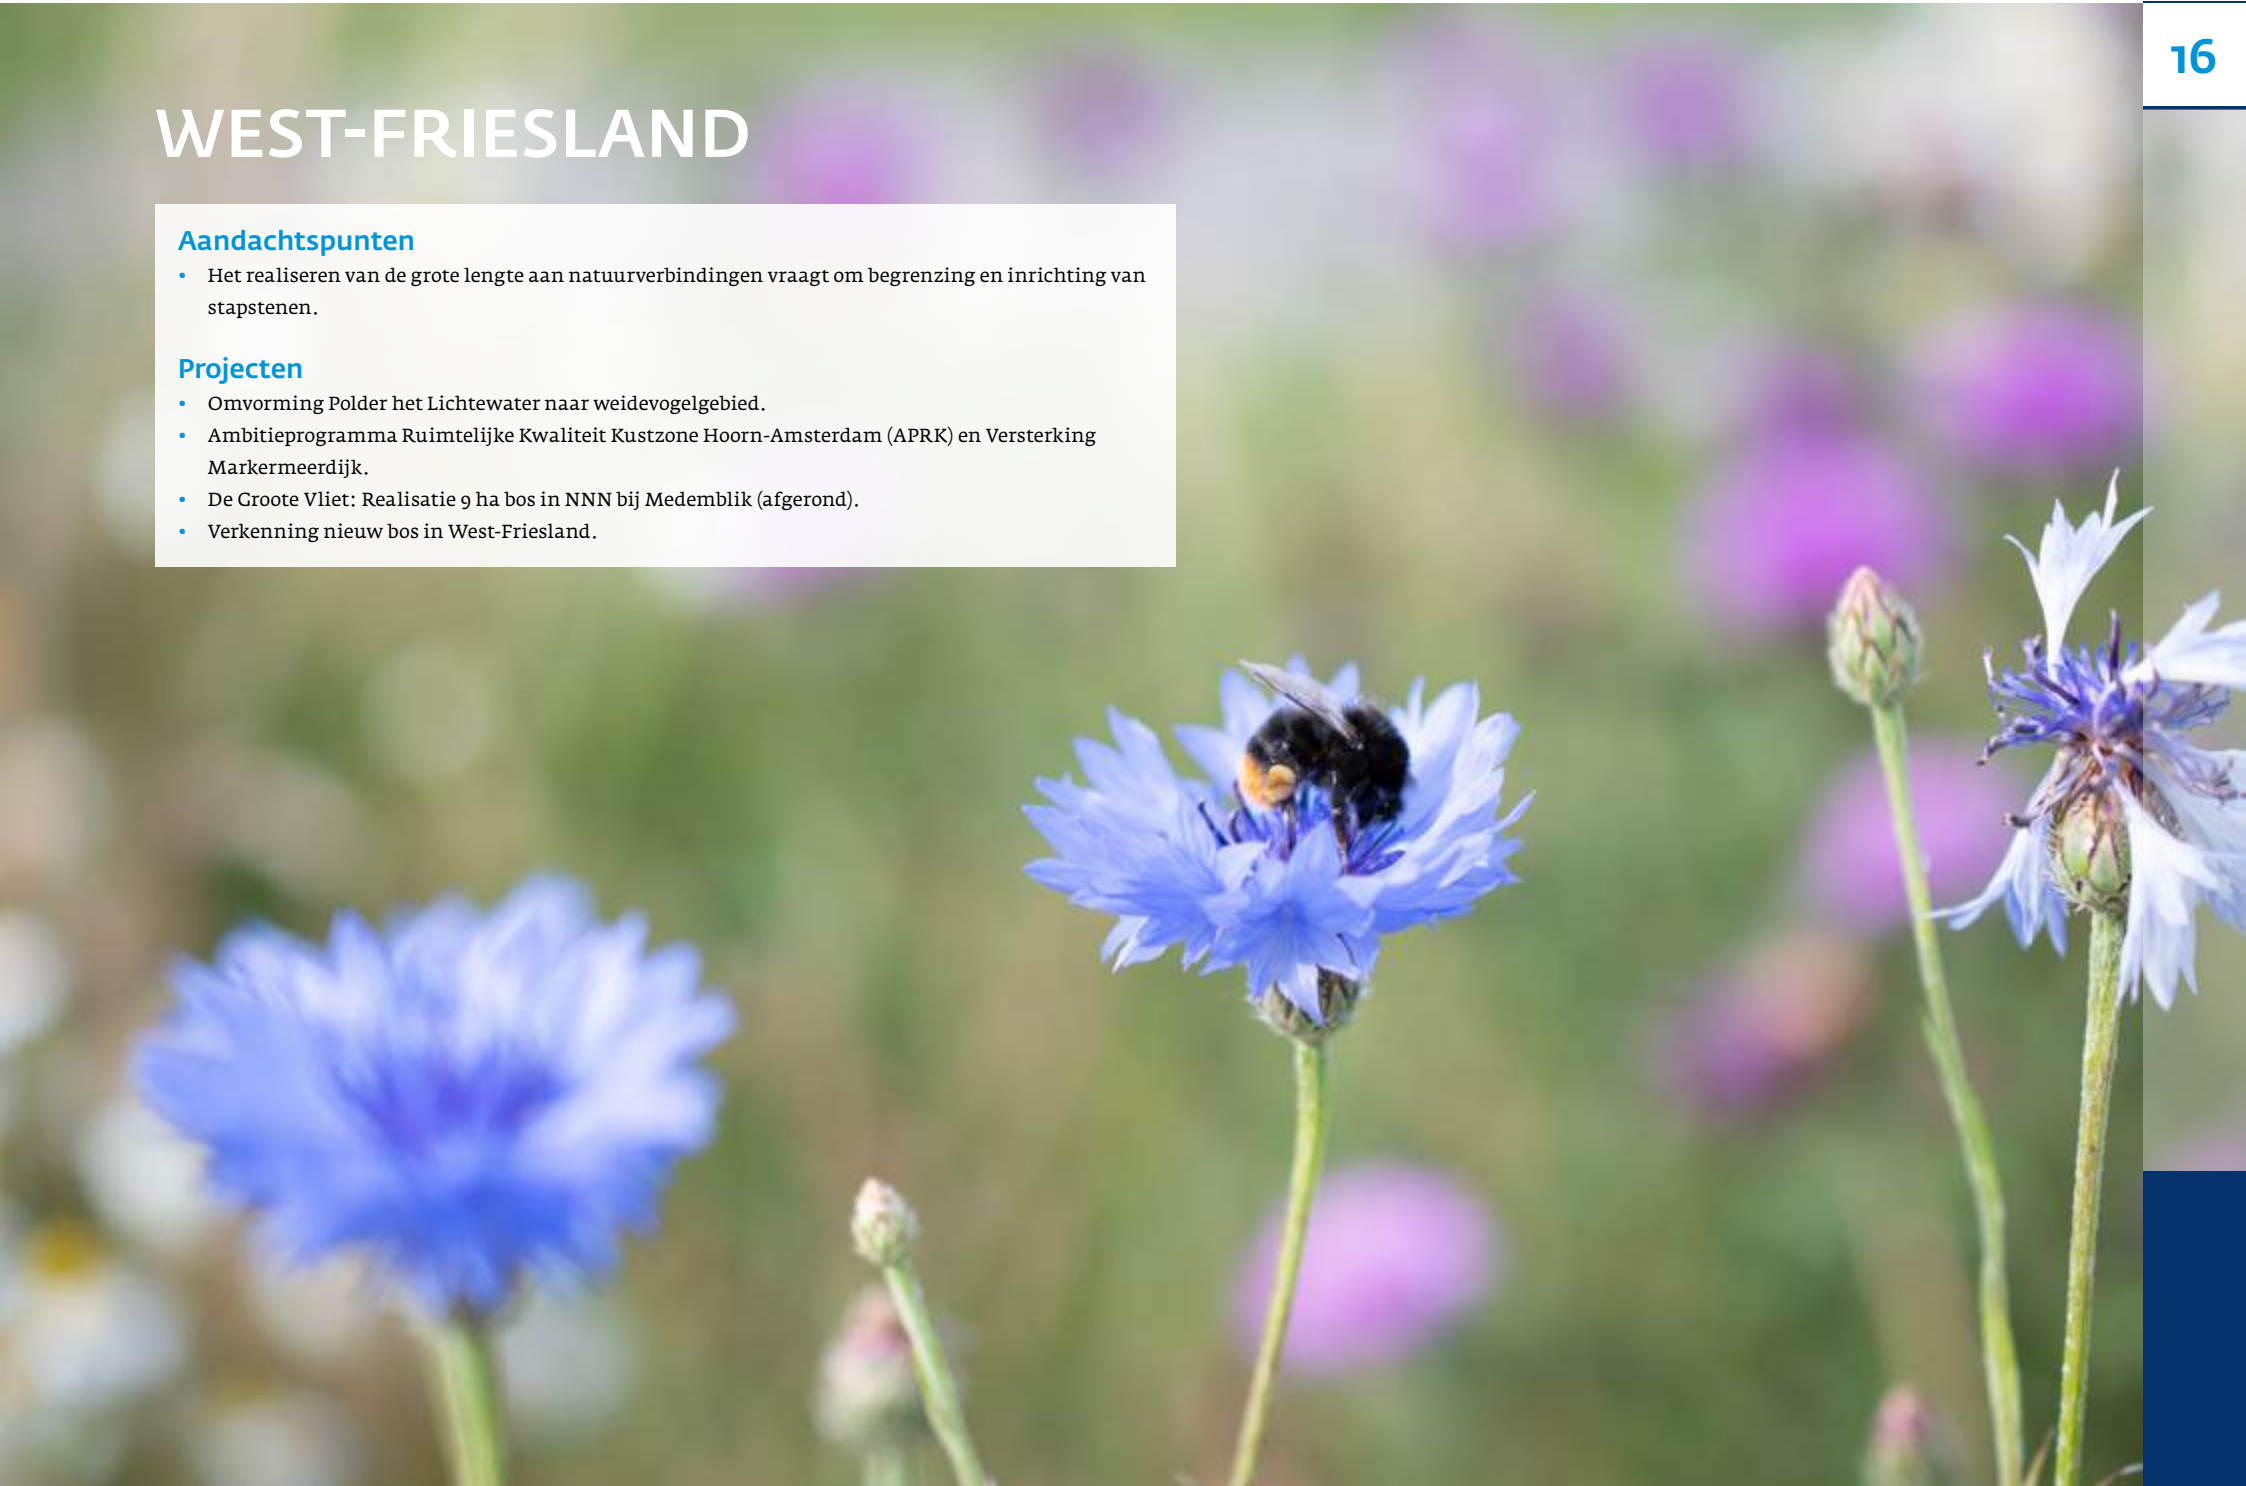 16
WEST-FRIESLAND
Aandachtspunten
• Het realiseren van de grote lengte aan natuurverbindingen vraagt om begrenzing en inrichting van
stapstenen.
Projecten
• Omvorming Polder het Lichtewater naar weidevogelgebied.
• Ambitieprogramma Ruimtelijke Kwaliteit Kustzone Hoorn-Amsterdam (APRK) en Versterking
Markermeerdijk.
• De Groote Vliet: Realisatie 9 ha bos in NNN bij Medemblik (afgerond).
• Verkenning nieuw bos in West-Friesland.